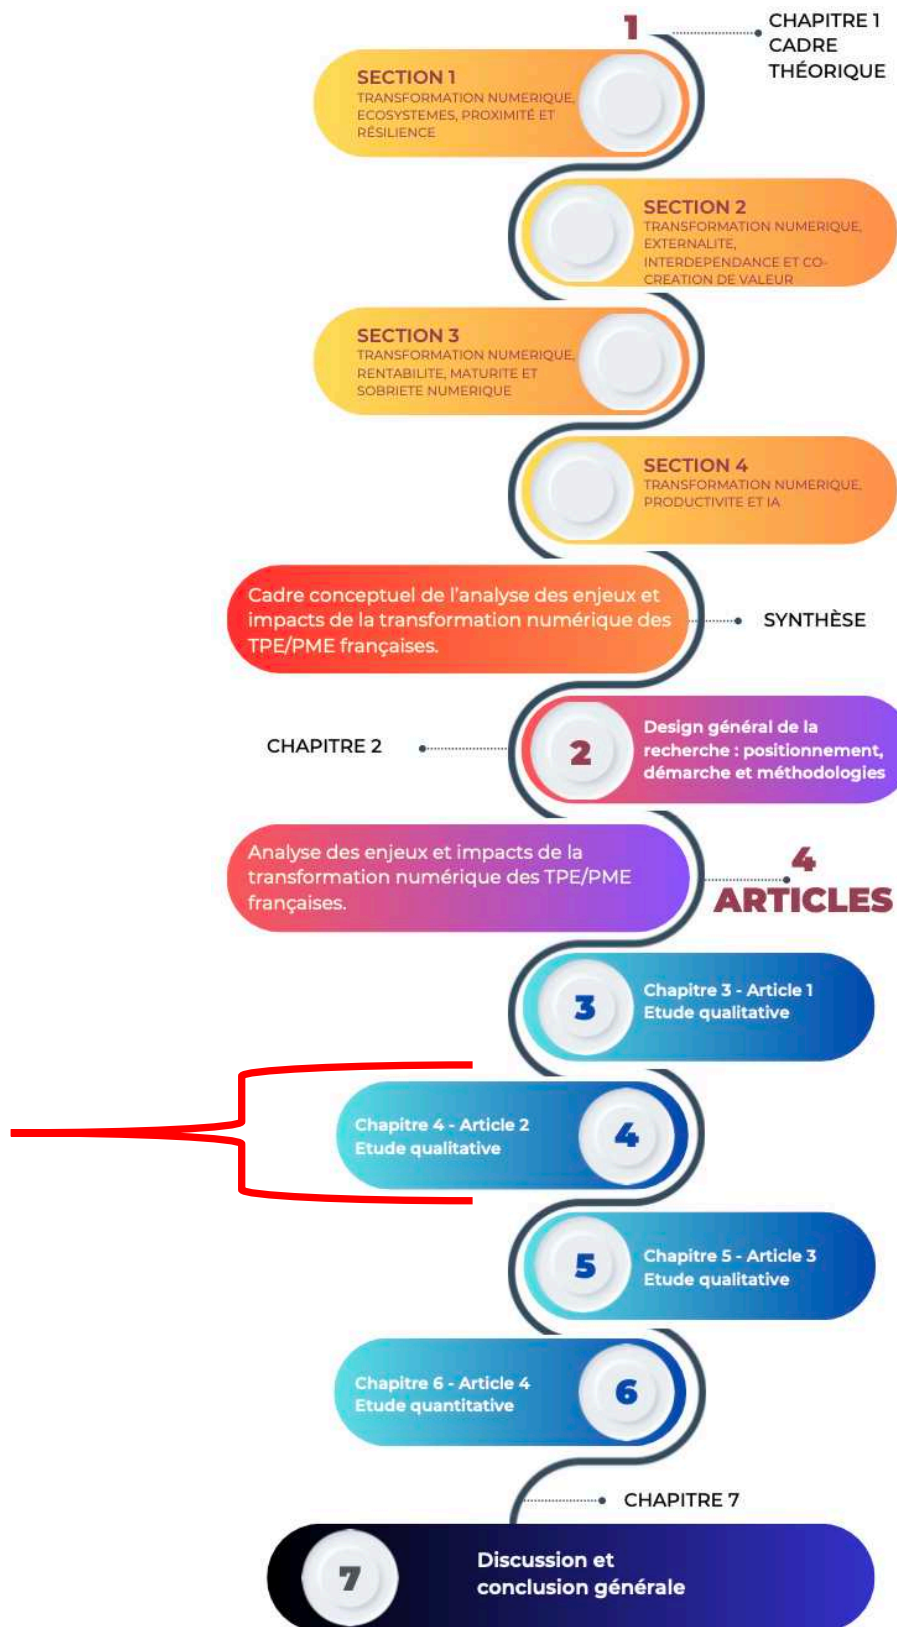 1
CHAPITRE 1
CADRE
THÉORIQUE
SECTION 1
TRANSFORMATION NUMERIQUE,
ECOSYSTEMES, PROXIMITÉ ET
RÉSILIENCE
SECTION 2
TRANSFORMATION NUMERIQUE,
EXTERNALITE,
INTERDEPENDANCE ET CO-
CREATION DE VALEUR
SECTION 3
TRANSFORMATION NUMERIQUE,
RENTABILITE, MATURITE ET
SOBRIETE NUMERIQUE
SECTION 4
TRANSFORMATION NUMERIQUE,
PRODUCTIVITE ET IA
Cadre conceptuel de l'analyse des enjeux et
impacts de la transformation numérique des
TPE/PME françaises.
SYNTHÈSE
CHAPITRE 2
2
Design général de la
recherche : positionnement,
démarche et méthodologies
Analyse des enjeux et impacts de la
transformation numérique des TPE/PME
françaises.
4
ARTICLES
3
Chapitre 3 - Article 1
Etude qualitative
Chapitre 4 - Article 2
Etude qualitative
4
5
Chapitre 5 - Article 3
Etude qualitative
Chapitre 6 - Article 4
Etude quantitative
6
CHAPITRE 7
7
Discussion et
conclusion générale